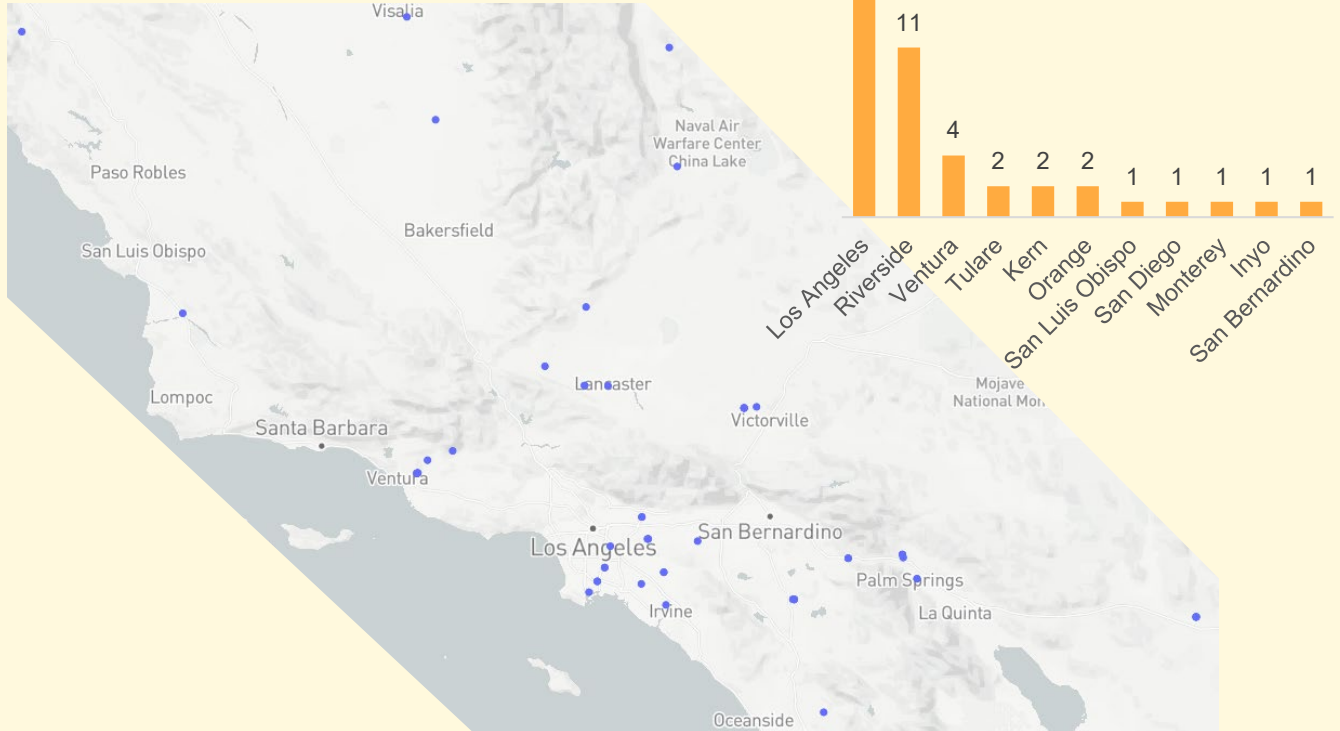 Visalia
Naval Air
Warfare Center
China Lake
Paso Robles
Bakersfield
San Luis Obispo
Lancaster
Lompoc
Santa Barbara
Victorville
Mojave
National Mon
Ventura
Los Angeles
San Bernardino
Palm Springs
La Quinta
Irvine
Oceanside
11
4
2
2
2
1
1
1
1
1
Los Angeles
Riverside
Ventura
Tulare
Kern
Orange
San Luis Obispo
San Diego
Monterey
Inyo
San Bernardino